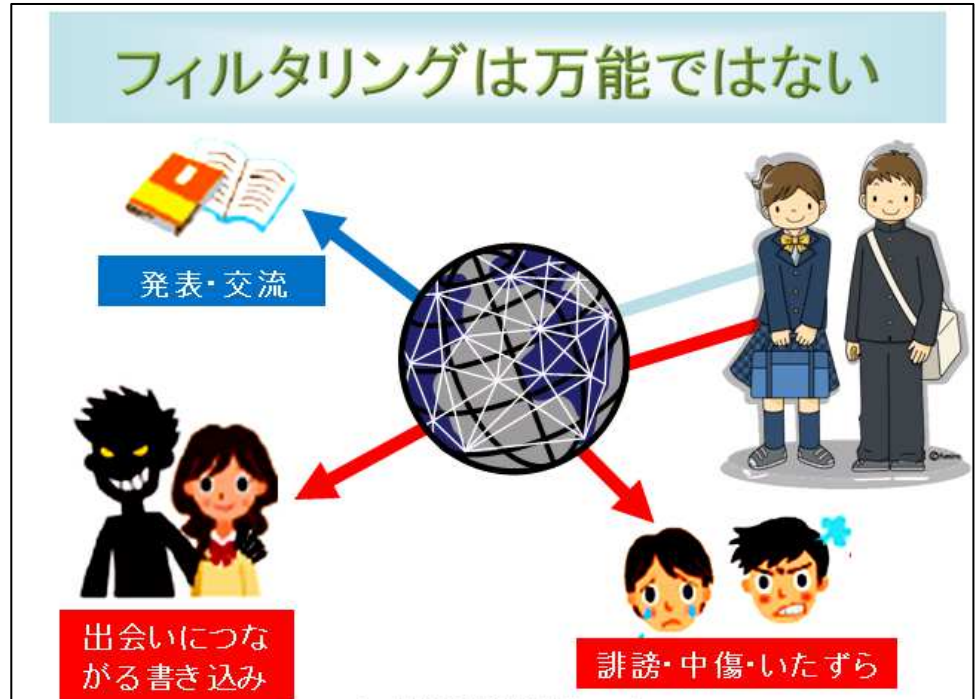 フィルタリングは万能ではない
発表・交流
出会いにつな
がる書き込み
誹謗・中傷・いたずら